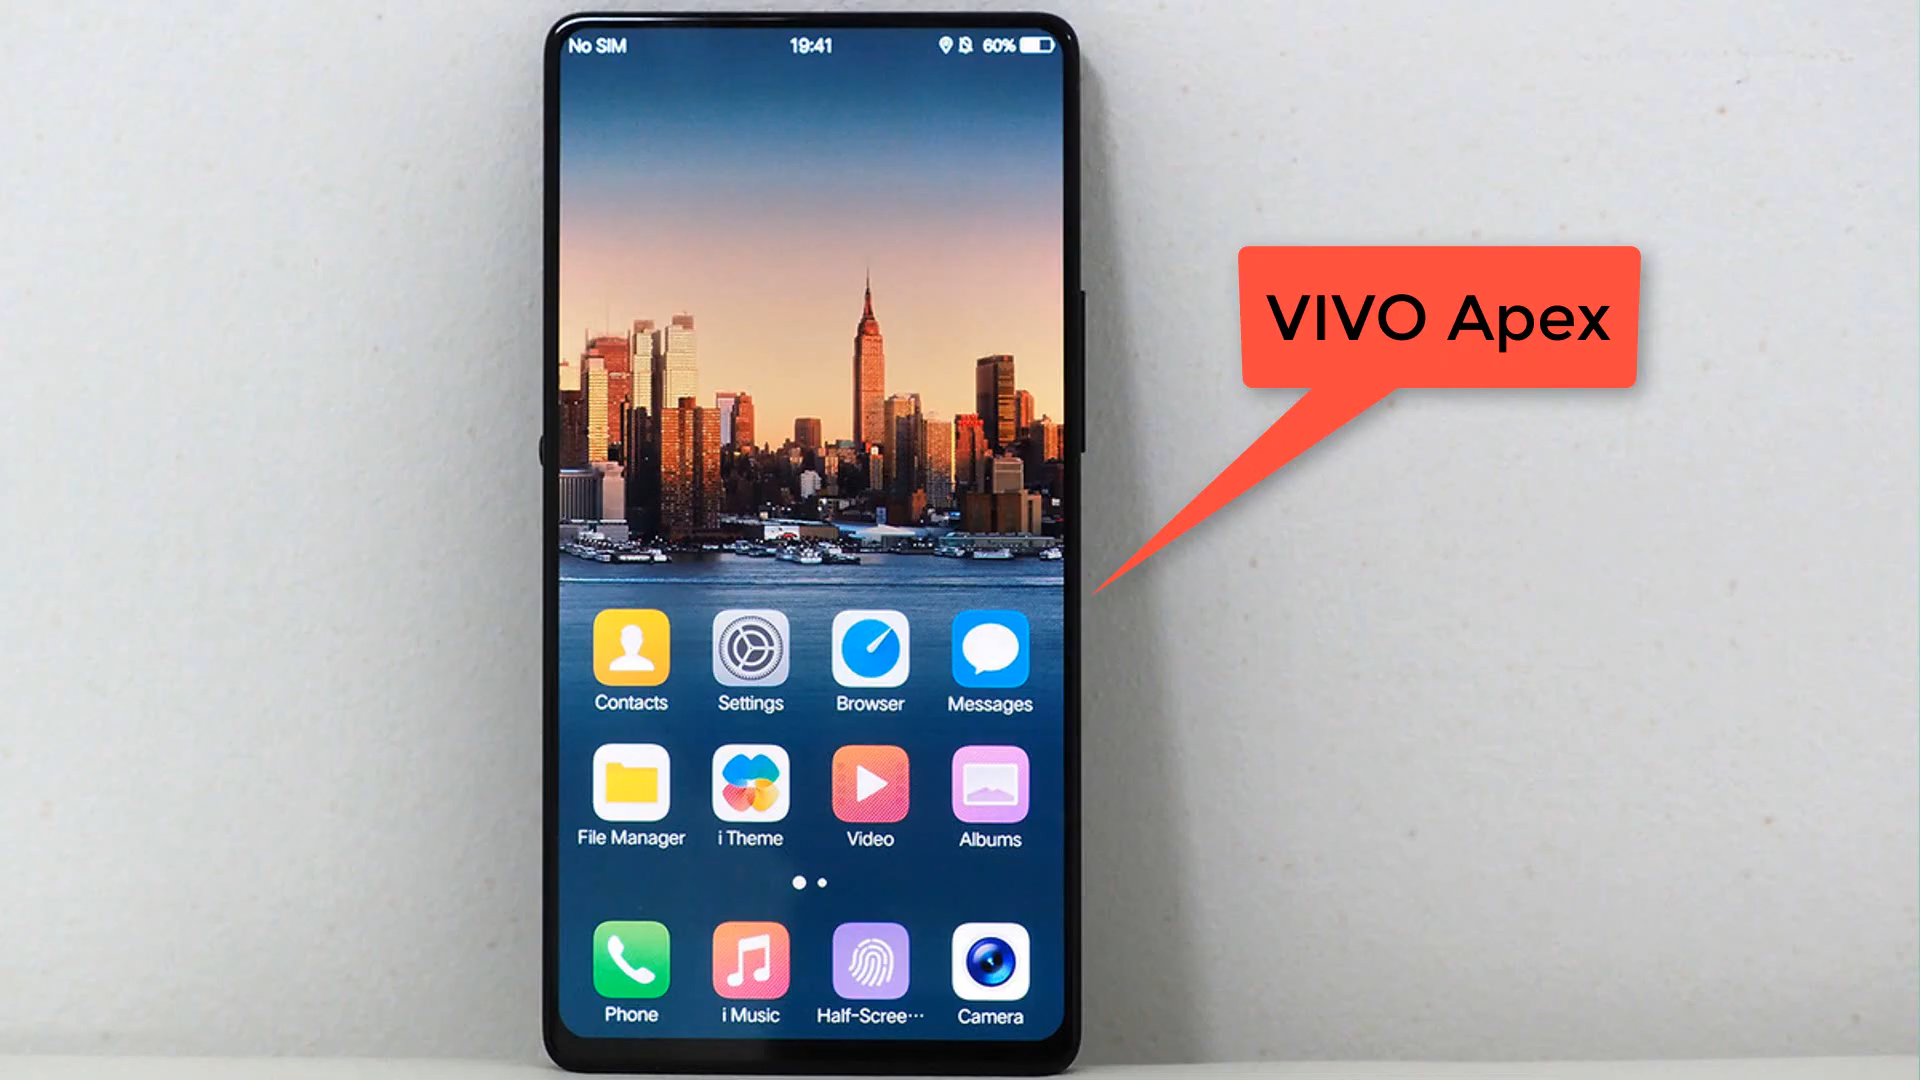 No SIM 19:41 60%
VIVO Apex
Contacts Settings Browser Messages
File Manager i Theme Video Albums
Phone i Music Half-Scree··· Camera